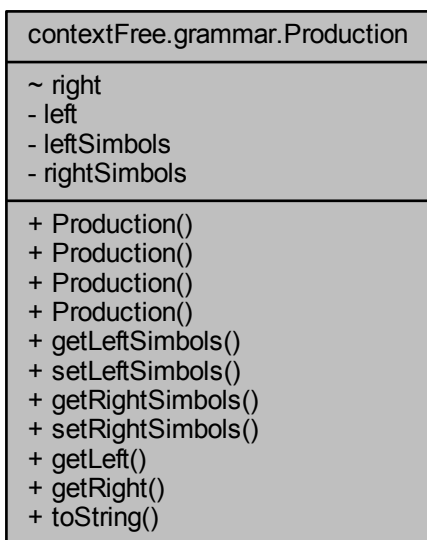 contextFree.grammar.Production
~ right
- left
- leftSimbols
- rightSimbols
+ Production()
+ Production()
+ Production()
+ Production()
+ getLeftSimbols()
+ setLeftSimbols()
+ getRightSimbols()
+ setRightSimbols()
+ getLeft()
+ getRight()
+ toString()